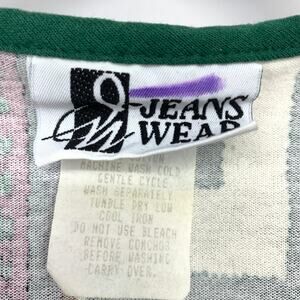 JEANS
WEAR
MACHINE WASH COLD
GENTLE CYCLE
WASH SEPARATELY
TUMBLE DRY LOW
COOL IRON
DO NOT USE BLEACH
REMOVE CONCHOS
BEFORE WASHING
CARRY OVER.